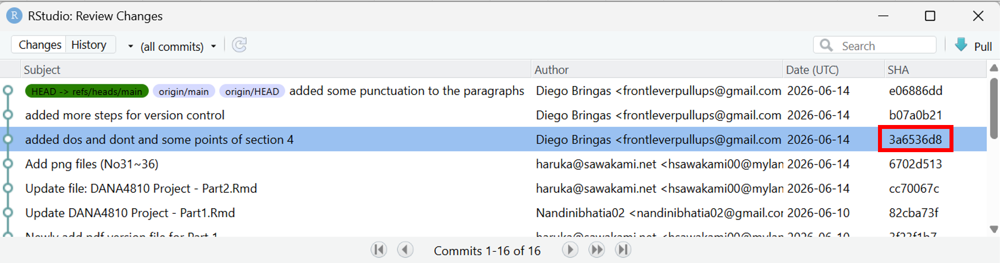 R RStudio: Review Changes
Changes History (all commits) Search Pull
Subject Author Date (UTC) SHA
HEAD -> refs/heads/main origin/main origin/HEAD added some punctuation to the paragraphs Diego Bringas <frontleverpullups@gmail.com 2026-06-14 e06886dd
added more steps for version control Diego Bringas <frontleverpullups@gmail.com 2026-06-14 b07a0b21
added dos and dont and some points of section 4 Diego Bringas <frontleverpullups@gmail.com 2026-06-14 3a6536d8
Add png files (No31~36) haruka@sawakami.net <hsawakami00@mylan 2026-06-14 6702d513
Update file: DANA4810 Project - Part2.Rmd haruka@sawakami.net <hsawakami00@mylan 2026-06-14 cc70067c
Update DANA4810 Project - Part1.Rmd Nandinibhatia02 <nandinibhatia02@gmail.cor 2026-06-10 82cba73f
Newly add pdf version file for Part 1 haruka@sawakami.net <hsawakami00@mylan 2026-06-10
Commits 1-16 of 16